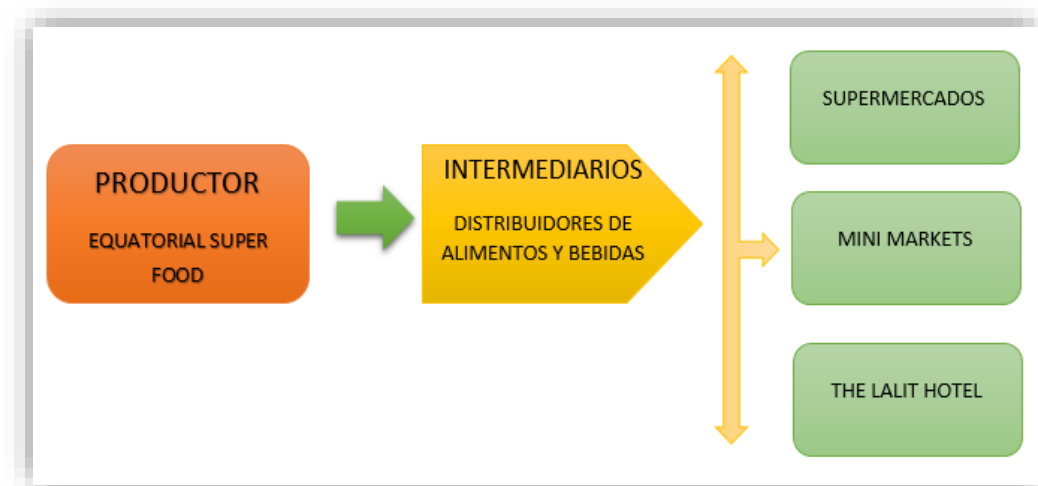 PRODUCTOR
EQUATORIAL SUPER
FOOD
INTERMEDIARIOS
DISTRIBUIDORES DE
ALIMENTOS Y BEBIDAS
SUPERMERCADOS
MINI MARKETS
THE LALIT HOTEL